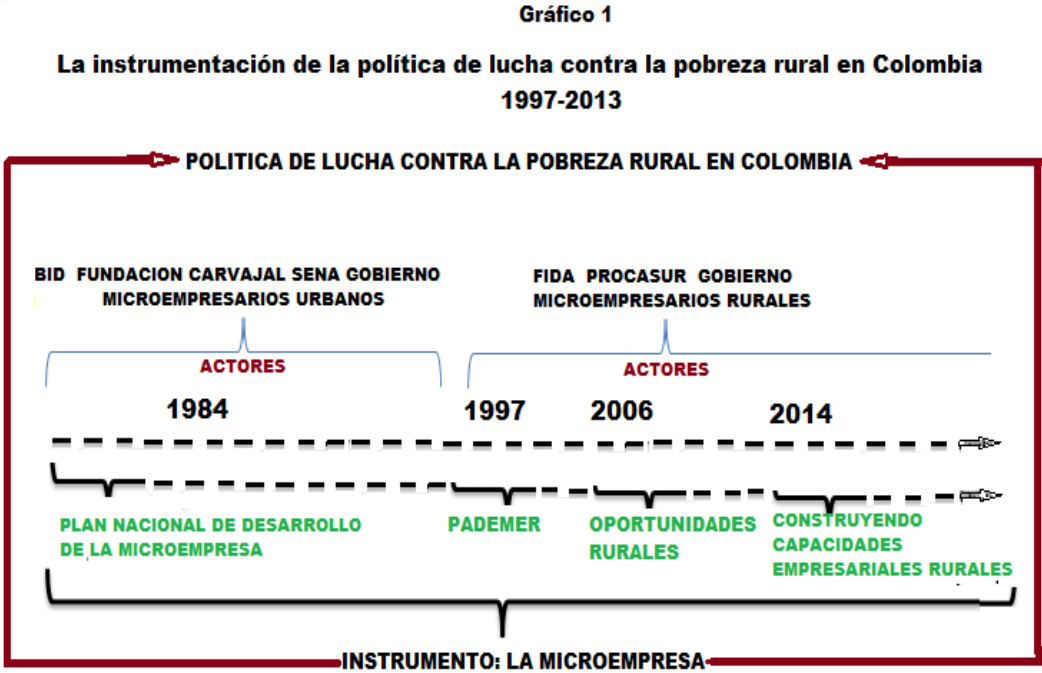 Gráfico 1
La instrumentación de la política de lucha contra la pobreza rural en Colombia
1997-2013
POLITICA DE LUCHA CONTRA LA POBREZA RURAL EN COLOMBIA
BID FUNDACION CARVAJAL SENA GOBIERNO
MICROEMPRESARIOS URBANOS
FIDA PROCASUR GOBIERNO
MICROEMPRESARIOS RURALES
ACTORES
ACTORES
1984
1997
2006
2014
PLAN NACIONAL DE DESARROLLO
DE LA MICROEMPRESA
PADEMER
OPORTUNIDADES
RURALES
CONSTRUYENDO
CAPACIDADES
EMPRESARIALES RURALES
INSTRUMENTO: LA MICROEMPRESA